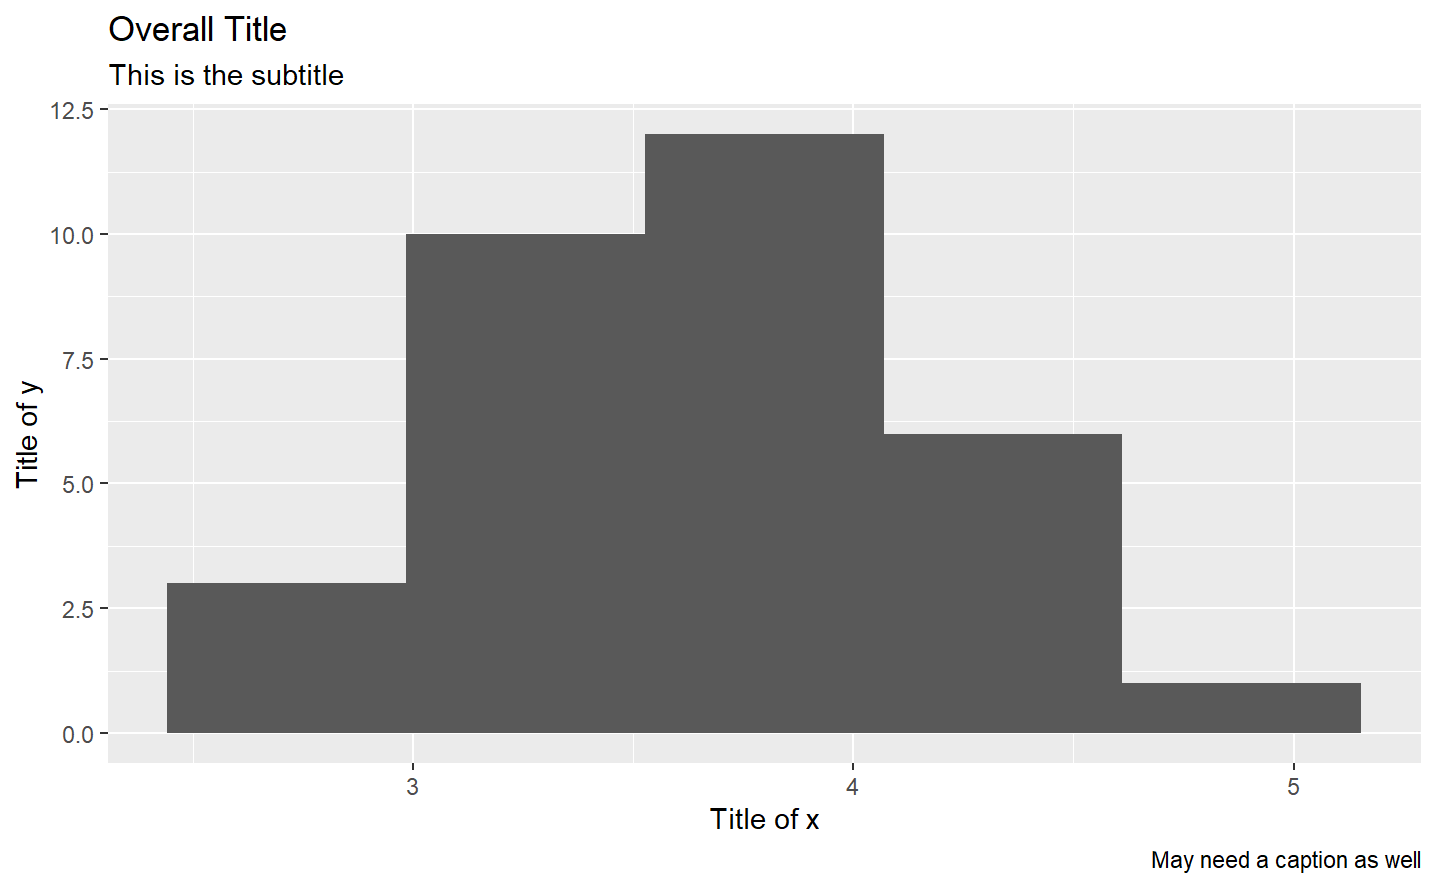 Overall Title
This is the subtitle
12.5
10.0
7.5
5.0
2.5
0.0
Title of y
3 4 5
Title of x
May need a caption as well